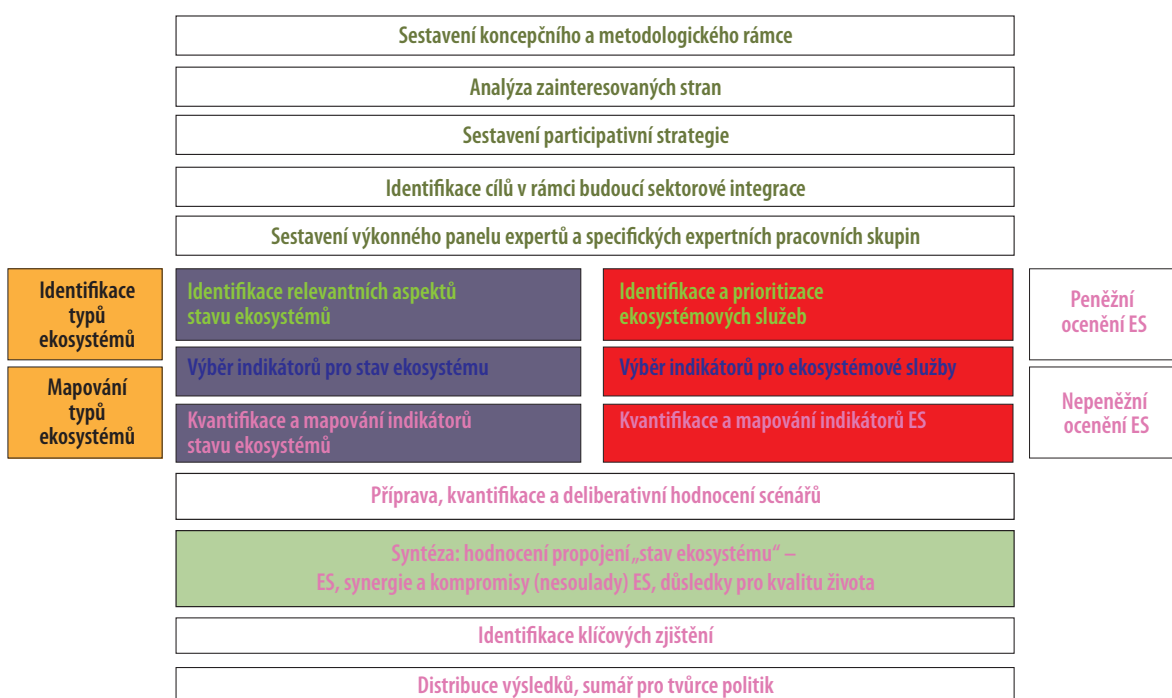 Sestavení koncepčního a metodologického rámce
Analýza zainteresovaných stran
Sestavení participativní strategie
Identifikace cílů v rámci budoucí sektorové integrace
Sestavení výkonného panelu expertů a specifických expertních pracovních skupin
Identifikace
typů
ekosystémů
Mapování
typů
ekosystémů
Identifikace relevantních aspektů
stavu ekosystémů
Výběr indikátorů pro stav ekosystému
Kvantifikace a mapování indikátorů
stavu ekosystémů
Identifikace a prioritizace
ekosystémových služeb
Výběr indikátorů pro ekosystémové služby
Kvantifikace a mapování indikátorů ES
Peněžní
ocenění ES
Nepeněžní
ocenění ES
Příprava, kvantifikace a deliberativní hodnocení scénářů
Syntéza: hodnocení propojení „stav ekosystému“ –
ES, synergie a kompromisy (nesoulady) ES, důsledky pro kvalitu života
Identifikace klíčových zjištění
Distribuce výsledků, sumář pro tvůrce politik